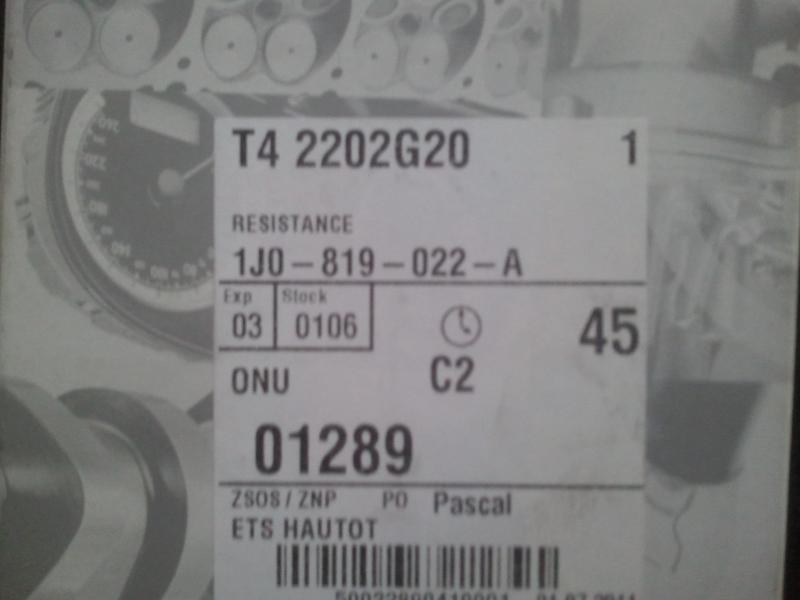 T4 2202G20 1
RESISTANCE
1J0-819-022-A
Exp Stock
03 0106
45
C2
ONU
01289
ZSOS / ZNP PO Pascal
ETS HAUTOT